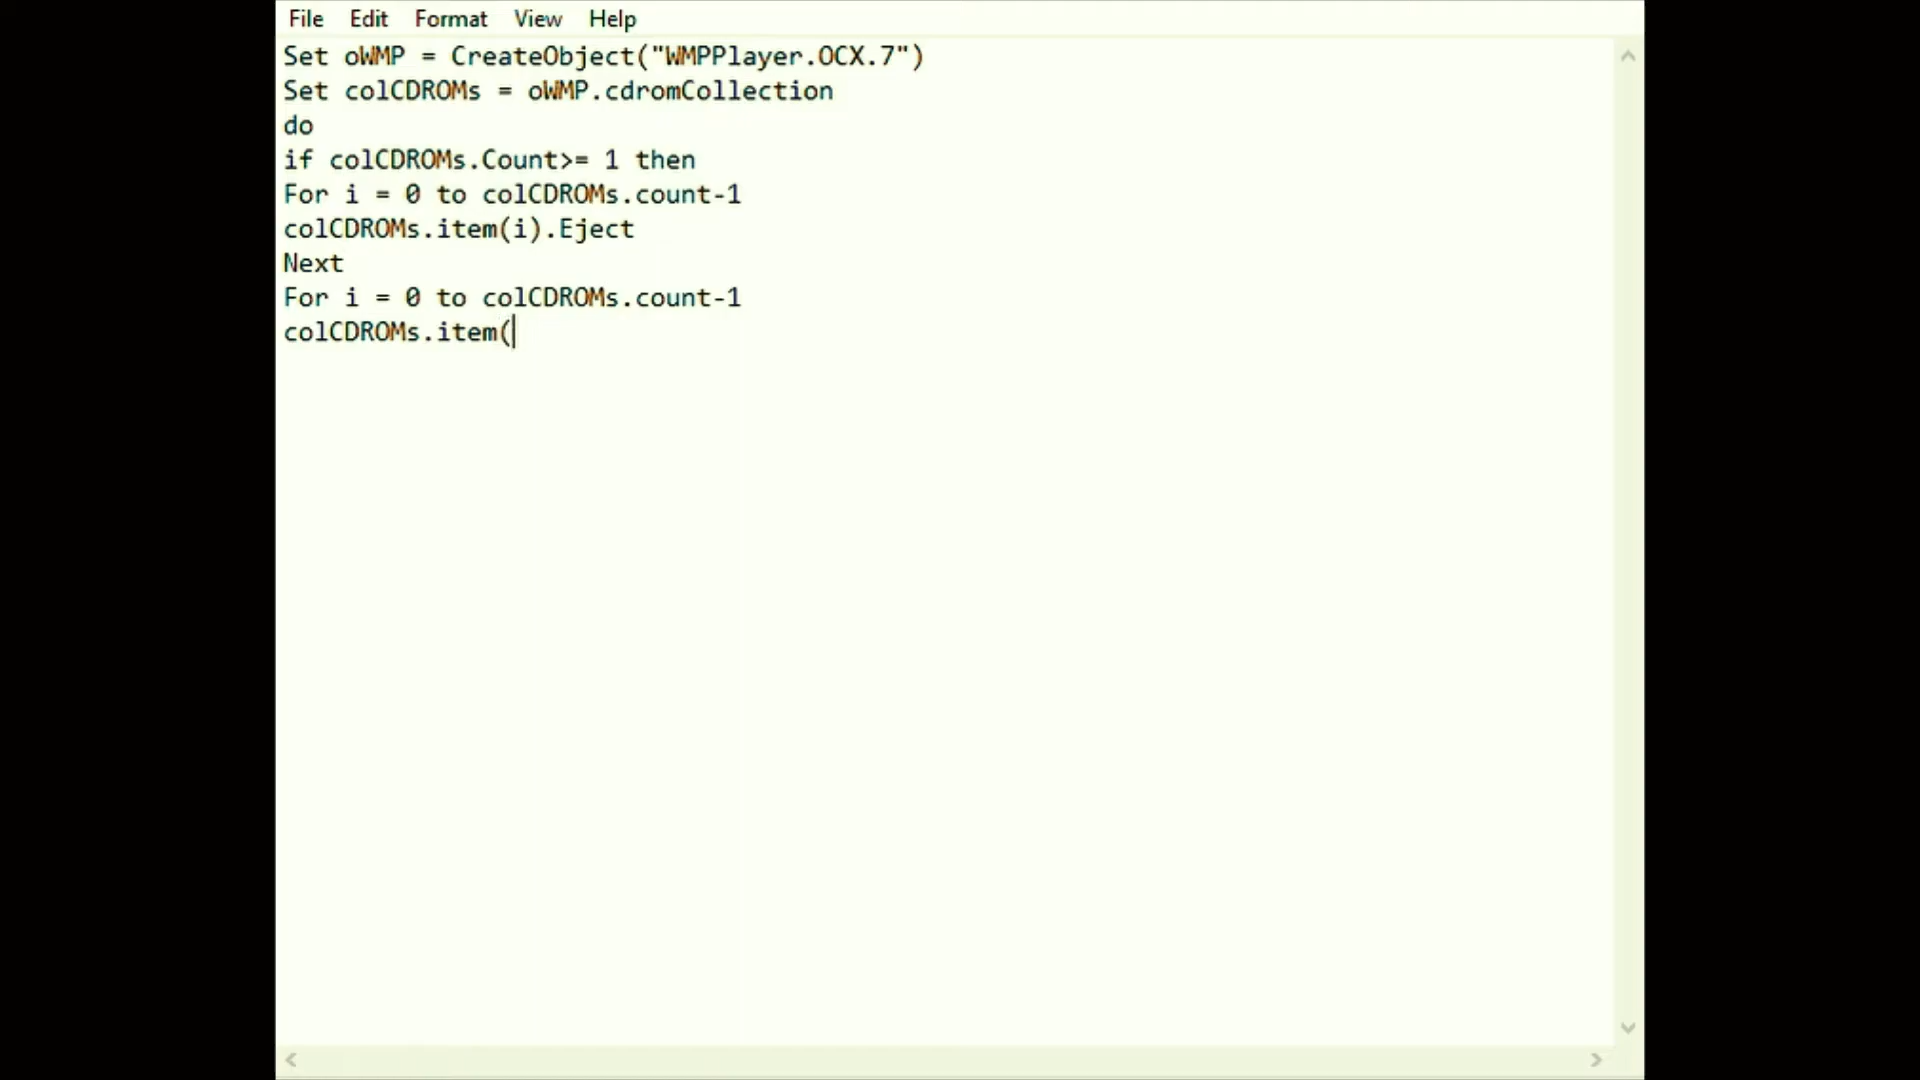 File Edit Format View Help
Set oWMP = CreateObject("WMPPlayer.OCX.7")
Set colCDROMs = oWMP.cdromCollection
do
if colCDROMs.Count>= 1 then
For i = 0 to colCDROMs.count-1
colCDROMs.item(i).Eject
Next
For i = 0 to colCDROMs.count-1
colCDROMs.item(